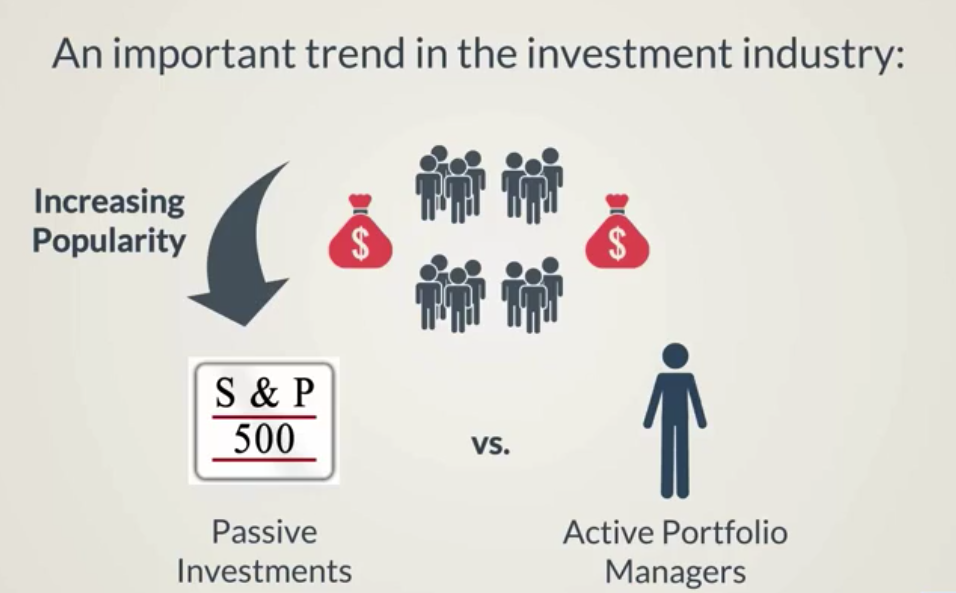 An important trend in the investment industry:
Increasing
Popularity
$
$
S & P
500
vs.
Passive
Investments
Active Portfolio
Managers